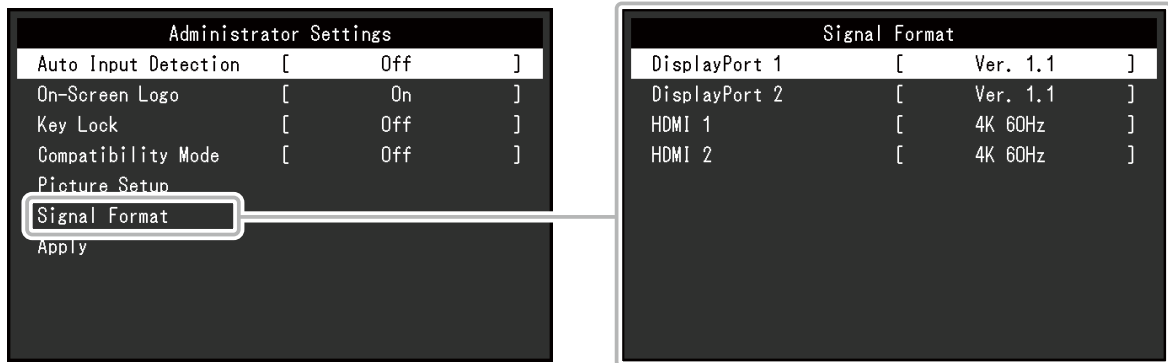 Administrator Settings
Auto Input Detection [ Off ]
On-Screen Logo [ On ]
Key Lock [ Off ]
Compatibility Mode [ Off ]
Picture Setup
Signal Format
Apply
Signal Format
DisplayPort 1 [ Ver. 1.1 ]
DisplayPort 2 [ Ver. 1.1 ]
HDMI 1 [ 4K 60Hz ]
HDMI 2 [ 4K 60Hz ]